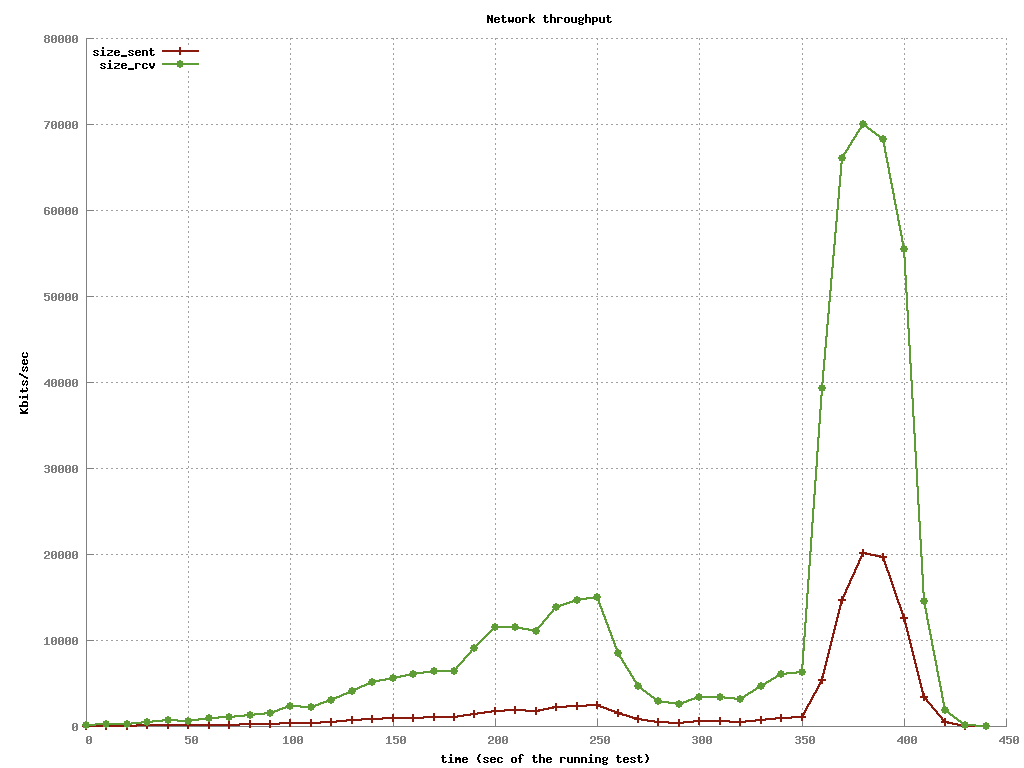 Network throughput
80000
size_sent
size_rcv
70000
60000
50000
Kbits/sec
40000
30000
20000
10000
0
0 50 100 150 200 250 300 350 400 450
time (sec of the running test)